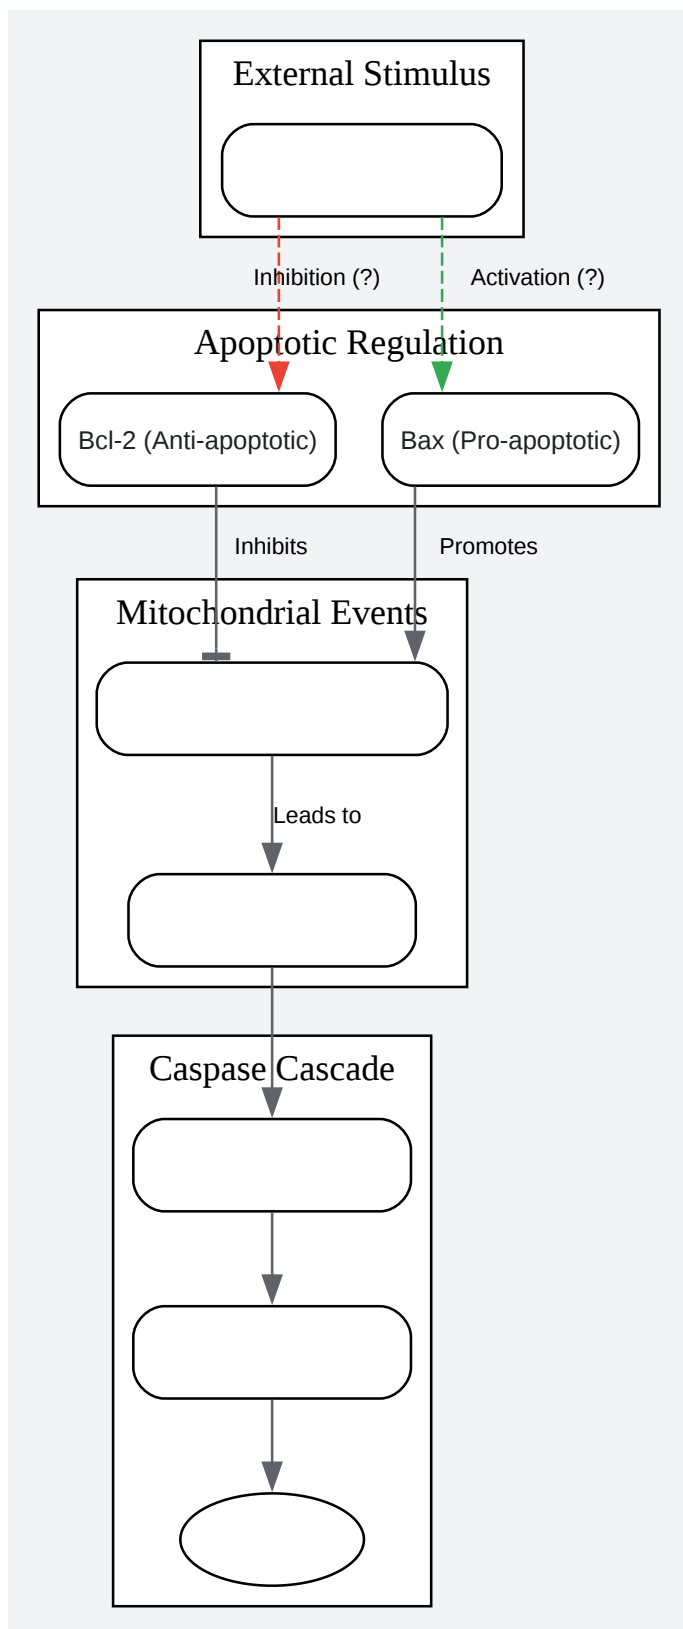 External Stimulus
Inhibition (?)
Activation (?)
Apoptotic Regulation
Bcl-2 (Anti-apoptotic)
Bax (Pro-apoptotic)
Inhibits
Promotes
Mitochondrial Events
Leads to
Caspase Cascade